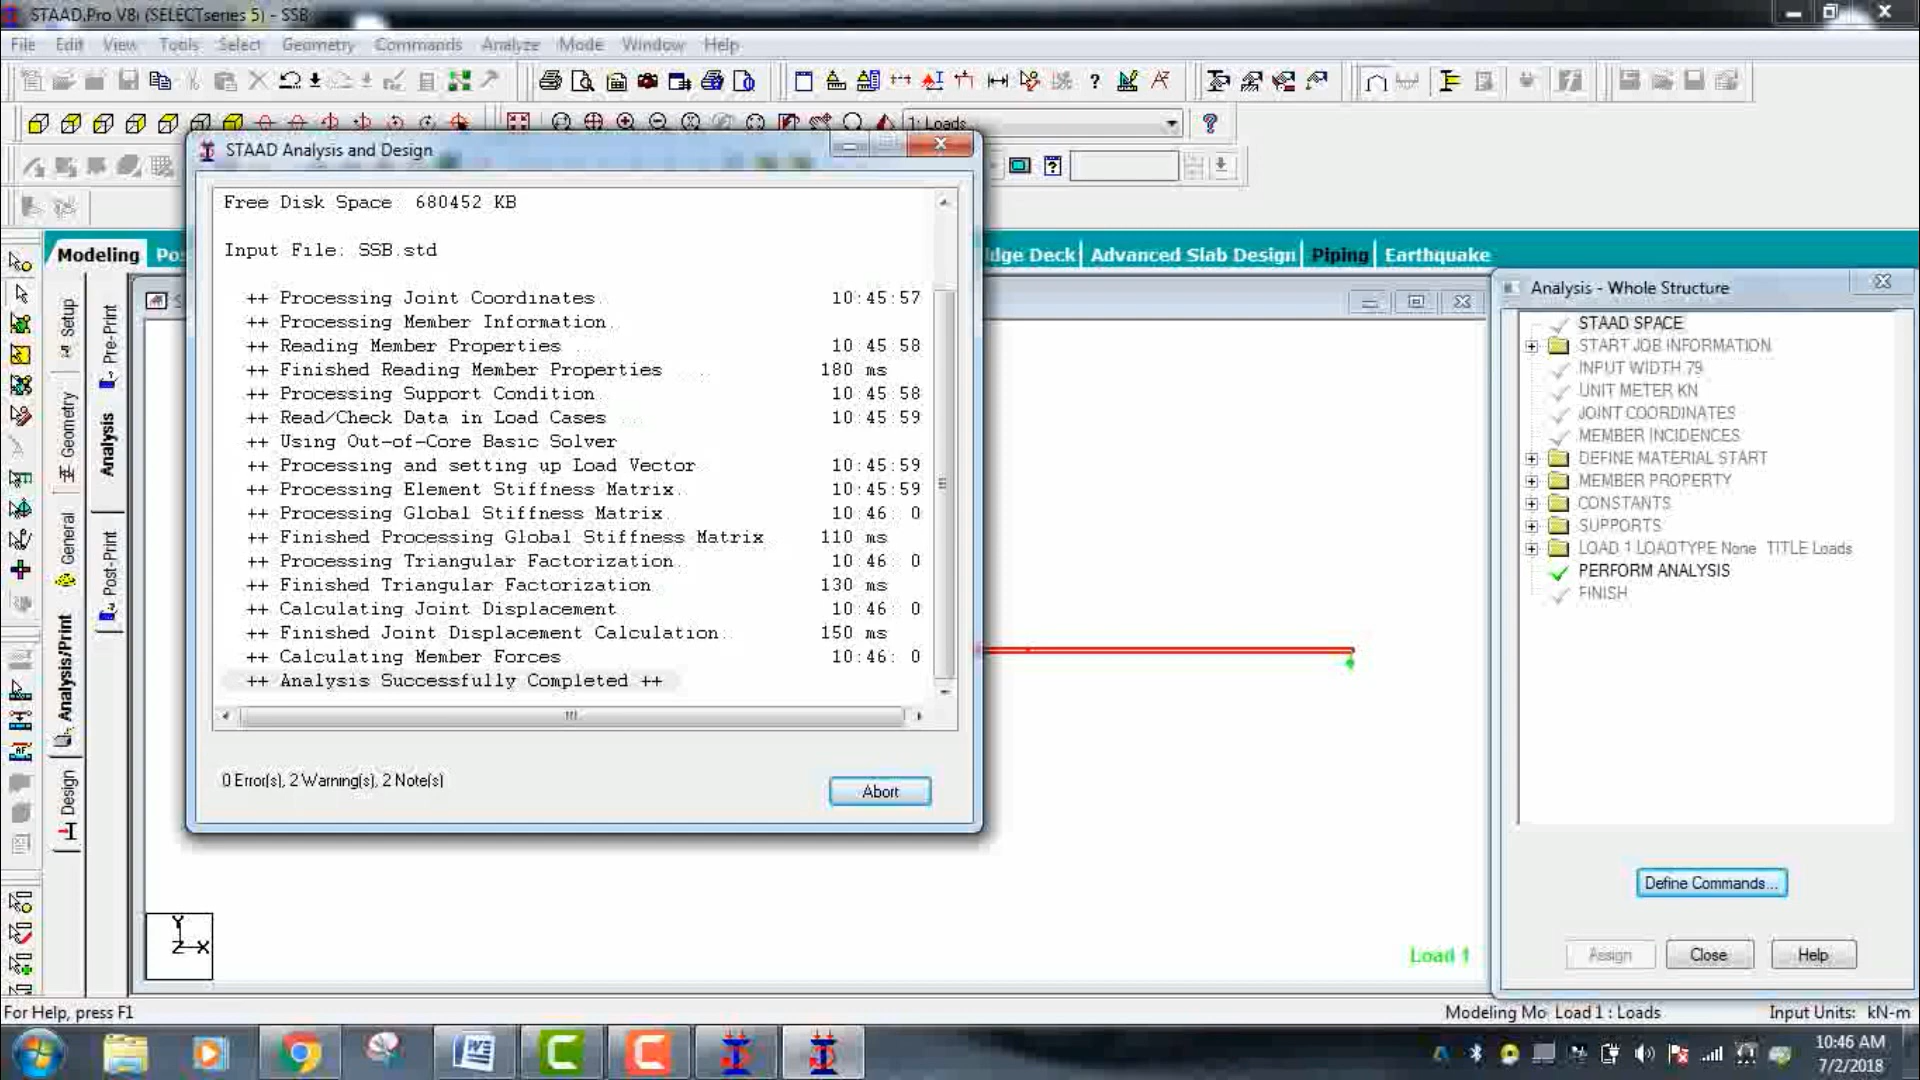 STAAD.Pro V8i (SELECTseries 5) - SSB
File Edit View Tools Select Geometry Commands Analyze Mode Window Help
1: Loads
STAAD Analysis and Design
Free Disk Space: 680452 KB
Input File: SSB.std
++ Processing Joint Coordinates. 10:45:57
++ Processing Member Information.
++ Reading Member Properties 10:45:58
++ Finished Reading Member Properties 180 ms
++ Processing Support Condition. 10:45:58
++ Read/Check Data in Load Cases 10:45:59
++ Using Out-of-Core Basic Solver
++ Processing and setting up Load Vector 10:45:59
++ Processing Element Stiffness Matrix. 10:45:59
++ Processing Global Stiffness Matrix. 10:46: 0
++ Finished Processing Global Stiffness Matrix 110 ms
++ Processing Triangular Factorization. 10:46: 0
++ Finished Triangular Factorization 130 ms
++ Calculating Joint Displacement 10:46: 0
++ Finished Joint Displacement Calculation. 150 ms
++ Calculating Member Forces 10:46: 0
++ Analysis Successfully Completed ++
0 Error(s), 2 Warning(s), 2 Note(s)
Abort
Modeling Po
dge Deck Advanced Slab Design Piping Earthquake
Setup
Geometry
General
Analysis/Print
Design
Pre-Print
Analysis
Post-Print
Analysis - Whole Structure
STAAD SPACE
START JOB INFORMATION
INPUT WIDTH 79
UNIT METER KN
JOINT COORDINATES
MEMBER INCIDENCES
DEFINE MATERIAL START
MEMBER PROPERTY
CONSTANTS
SUPPORTS
LOAD 1 LOADTYPE None TITLE Loads
PERFORM ANALYSIS
FINISH
Define Commands...
Assign Close Help
Y
Z X
Load 1
For Help, press F1
Modeling Mo Load 1 : Loads Input Units: kN-m
10:46 AM
7/2/2018